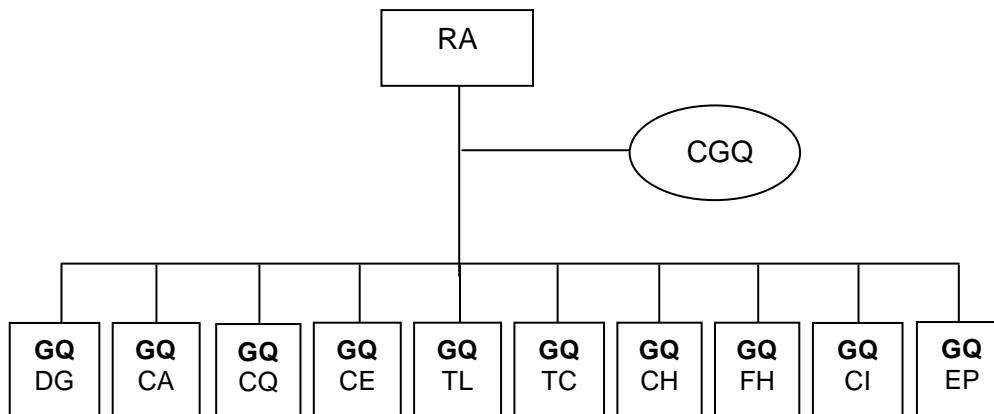 RA
CGQ
GQ GQ GQ GQ GQ GQ GQ GQ GQ GQ
DG CA CQ CE TL TC CH FH CI EP